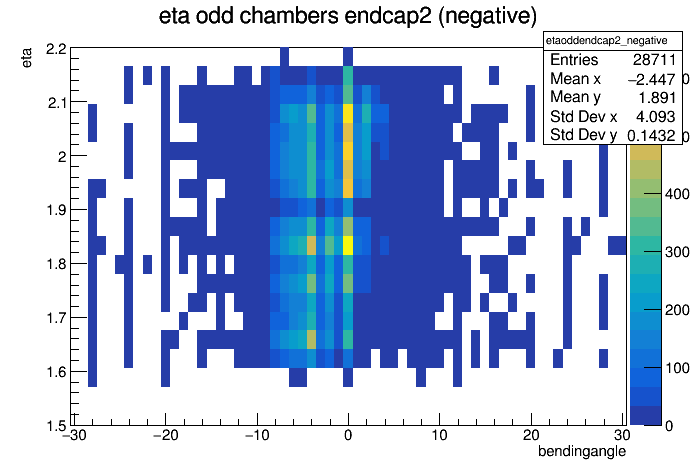 eta odd chambers endcap2 (negative)
etaoddendcap2_negative
Entries 28711
Mean x −2.447
Mean y 1.891
Std Dev x 4.093
Std Dev y 0.1432
eta
2.2
2.1
2
1.9
1.8
1.7
1.6
1.5
−30 −20 −10 0 10 20 30
bendingangle
0
0
400
300
200
100
0